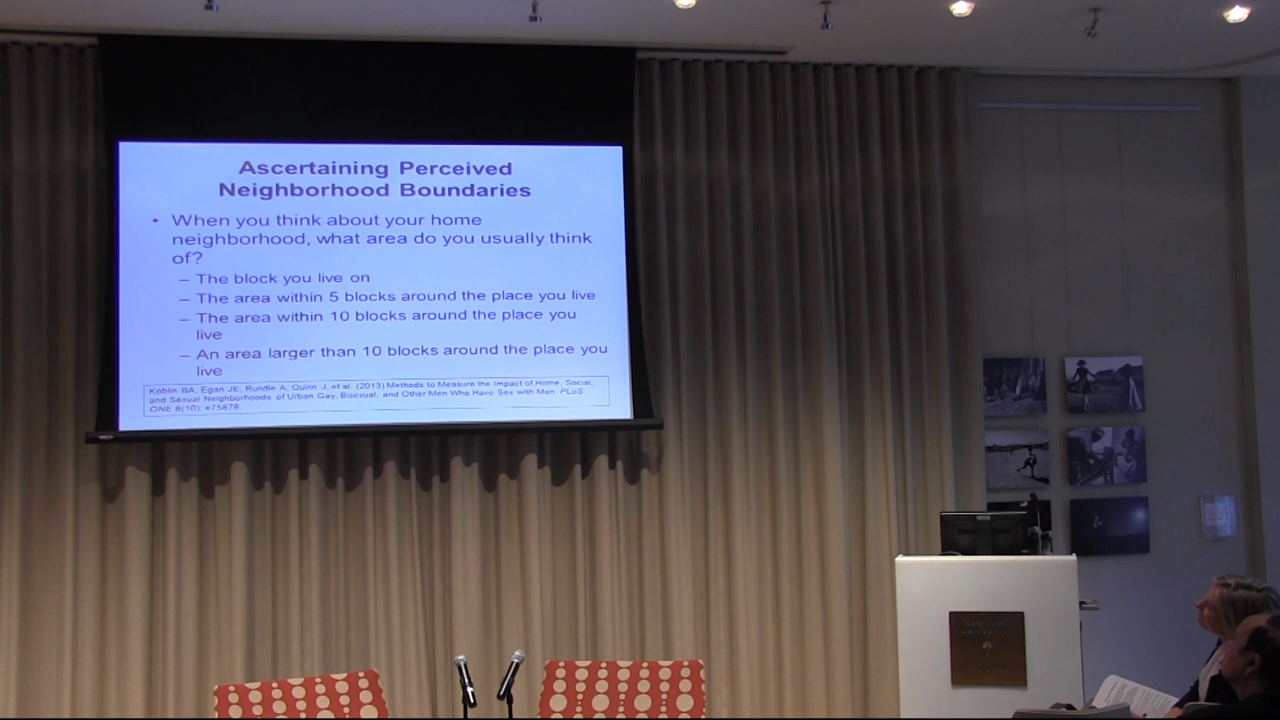 Ascertaining Perceived
Neighborhood Boundaries
• When you think about your home
neighborhood, what area do you usually think
of?
– The block you live on
– The area within 5 blocks around the place you live
– The area within 10 blocks around the place you
live
– An area larger than 10 blocks around the place you
live
Koblin BA, Egan JE, Rundle A, Quinn J, et al. (2013) Methods to Measure the Impact of Home, Social,
and Sexual Neighborhoods of Urban Gay, Bisexual, and Other Men Who Have Sex with Men. PLoS
ONE 8(10): e75878.